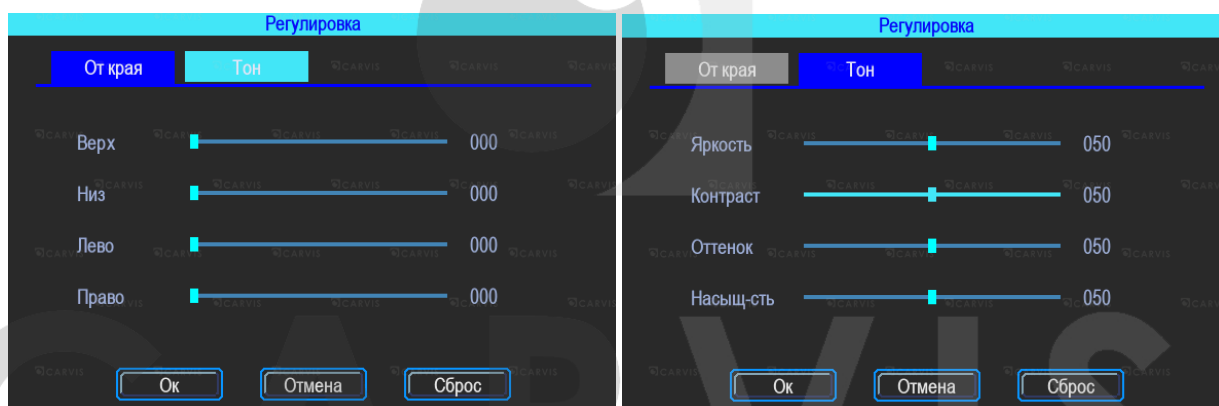 Регулировка
От края Тон
Верх 000
Низ 000
Лево 000
Право 000
Ок Отмена Сброс
Регулировка
От края Тон
Яркость 050
Контраст 050
Оттенок 050
Насыщ-сть 050
Ок Отмена Сброс
CARVIS